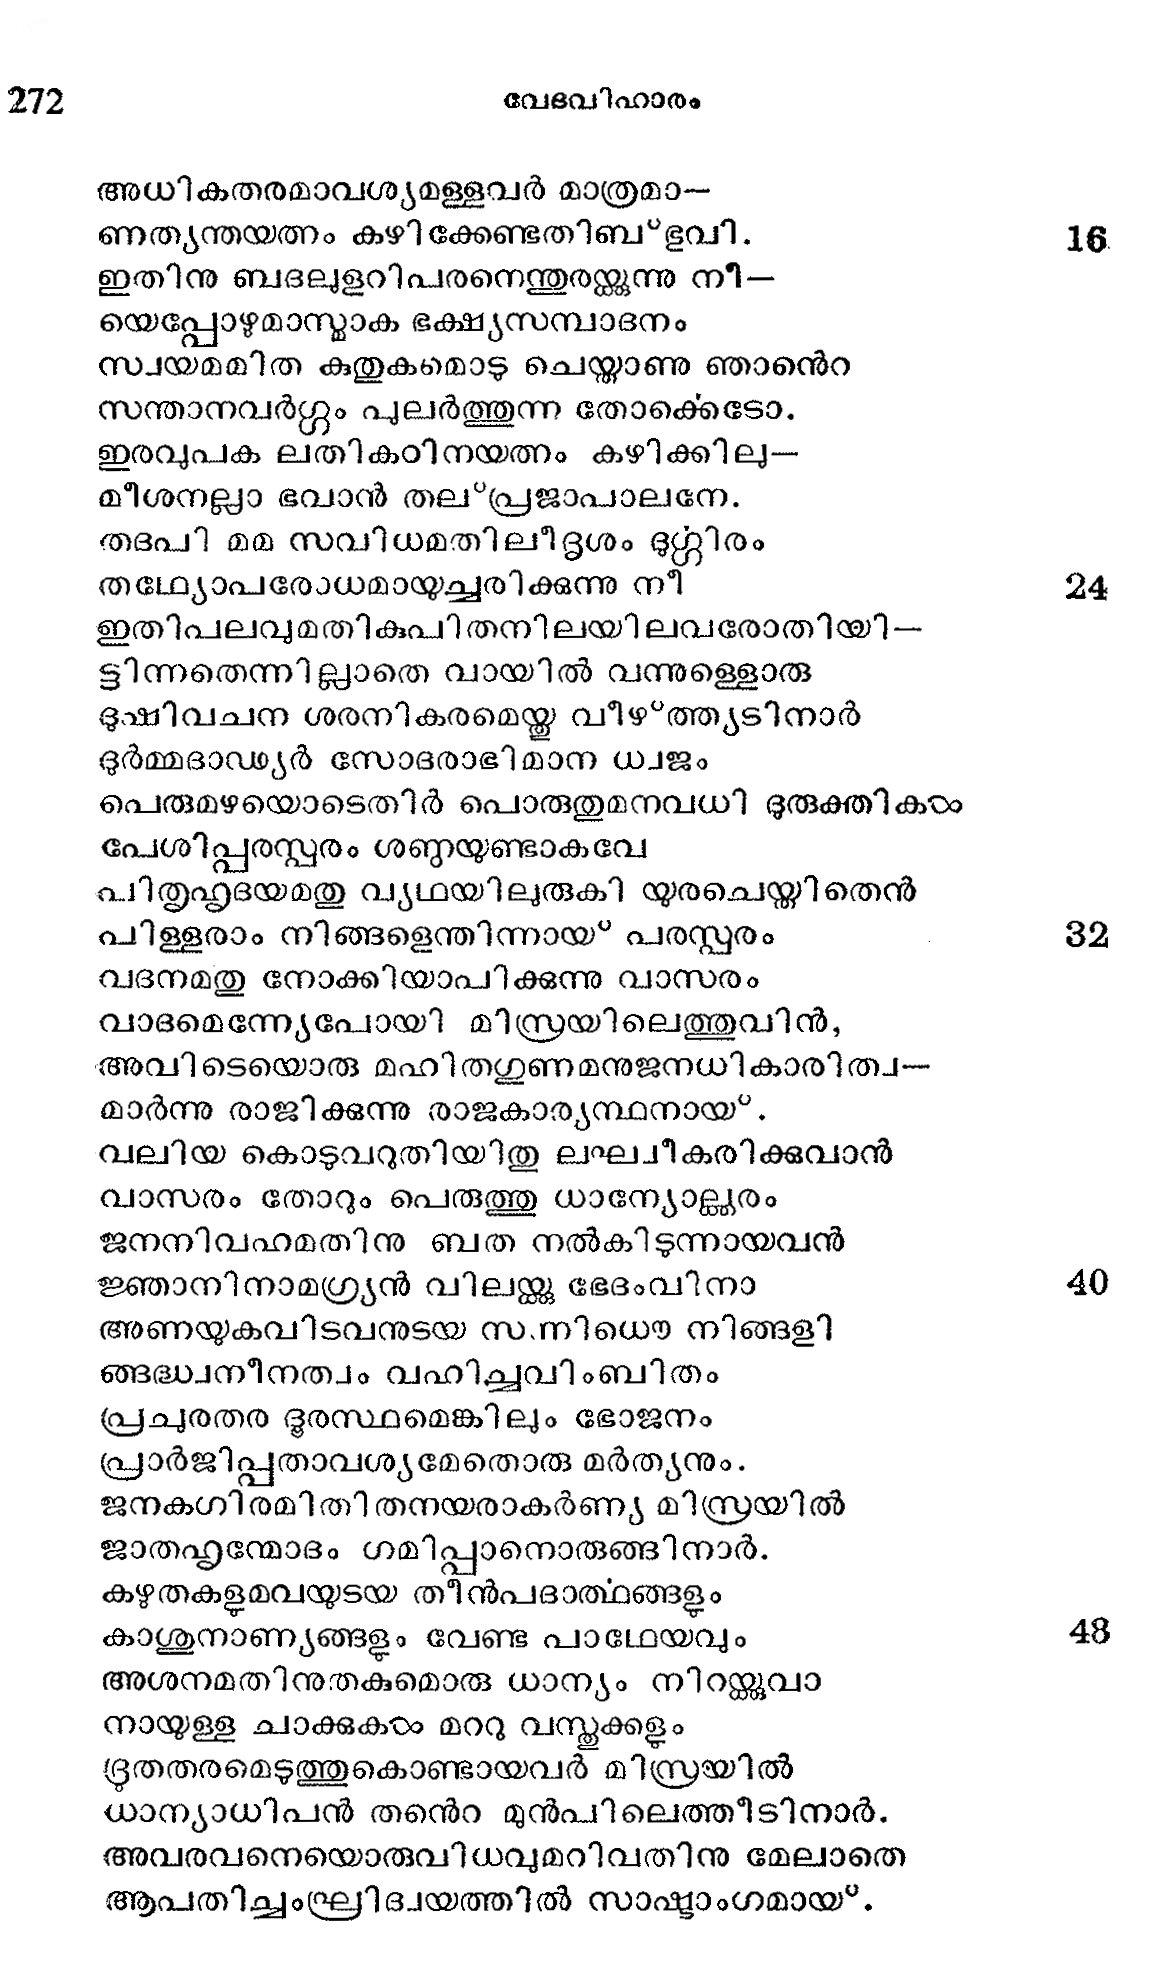 272 വേദവിഹാരം
അധികതരമാവശ്യമുള്ളവർ മാത്രമാ—
ണത്യന്തയത്നം കഴിക്കേണ്ടതിബ്ഭുവി. 16
ഇതിനു ബദലുളറിപരനെന്തുരയ്ക്കുന്നു നീ—
യെപ്പോഴുമാസ്മാക ഭക്ഷ്യസമ്പാദനം
സ്വയമമിത കുതുകമൊടു ചെയ്താണു ഞാൻെറ
സന്താനവർഗ്ഗം പുലർത്തുന്ന തോർക്കെടോ.
ഇരവുപക ലതികഠിനയത്നം കഴിക്കിലു—
മീശനല്ലാ ഭവാൻ തല്പ്രജാപാലനേ.
തദപി മമ സവിധമതിലീദൃശം ദുർഗ്ഗിരം
തഥ്യോപരോധമായുച്ചരിക്കുന്നു നീ 24
ഇതിപലവുമതികുപിതനിലയിലവരോതിയി—
ട്ടിന്നതെന്നില്ലാതെ വായിൽ വന്നുള്ളൊരു
ദുഷ്ടിവചന ശരനികരമെയ്തു വീഴ്ത്ത്യടിനാർ
ദുർമ്മദാഢ്യർ സോദരാഭിമാന ധ്വജം
പെരുമഴയൊടെതിർ പൊരുതുമനവധി ദുരുക്തികൾ
പേശിപ്പരസ്പരം ശണ്ഠയുണ്ടാകവേ
പിതൃഹൃദയമതു വ്യഥയിലുരുകി യുരചെയ്തിതെൻ
പിള്ളരാം നിങ്ങളെന്തിന്നായ് പരസ്പരം 32
വദനമതു നോക്കിയാപിക്കുന്നു വാസരം
വാദമെന്ന്യേപോയി മിസ്രയിലെത്തുവിൻ,
അവിടെയൊരു മഹിതഗുണമനുജനധികാരിത്വ—
മാർന്നു രാജിക്കുന്നു രാജകാര്യസ്ഥനായ്.
വലിയ കൊടുവറുതിയിതു ലഘ്വീകരിക്കുവാൻ
വാസരം തോറും പെരുത്തു ധാന്യോല്കരം
ജനനിവഹമതിനു ബത നൽകിടുന്നായവൻ
ജ്ഞാനിനാമഗ്ര്യൻ വിലയ്ക്കു ഭേദംവിനാ 40
അണയുകവിടവനുടയ സ.നിധൌ നിങ്ങളി
ങ്ങദ്ധ്വനീനത്വം വഹിച്ചവിംബിതം
പ്രചുരതര ദൂരസ്ഥമെങ്കിലും ഭോജനം
പ്രാർജിപ്പതാവശ്യമേതൊരു മർത്യനും.
ജനകഗിരമിതിതനയരാകർണ്യ മിസ്രയിൽ
ജാതഹൃന്മോദം ഗമിപ്പാനൊരുങ്ങിനാർ.
കഴുതകളുമവയുടയ തീൻപദാർത്ഥങ്ങളും
കാശുനാണ്യങ്ങളും വേണ്ട പാഥേയവും 48
അശനമതിനുതകുമൊരു ധാന്യം നിറയ്ക്കുവാ
നായുള്ള ചാക്കുകൾ മററു വസ്തുക്കളും
ദ്രുതതരമെടുത്തുകൊണ്ടായവർ മിസ്രയിൽ
ധാന്യാധിപൻ തൻെറ മുൻപിലെത്തീടിനാർ.
അവരവനെയൊരുവിധവുമറിവതിനു മേലാതെ
ആപതിച്ചംഘ്രിദ്വയത്തിൽ സാഷ്ടാംഗമായ്.